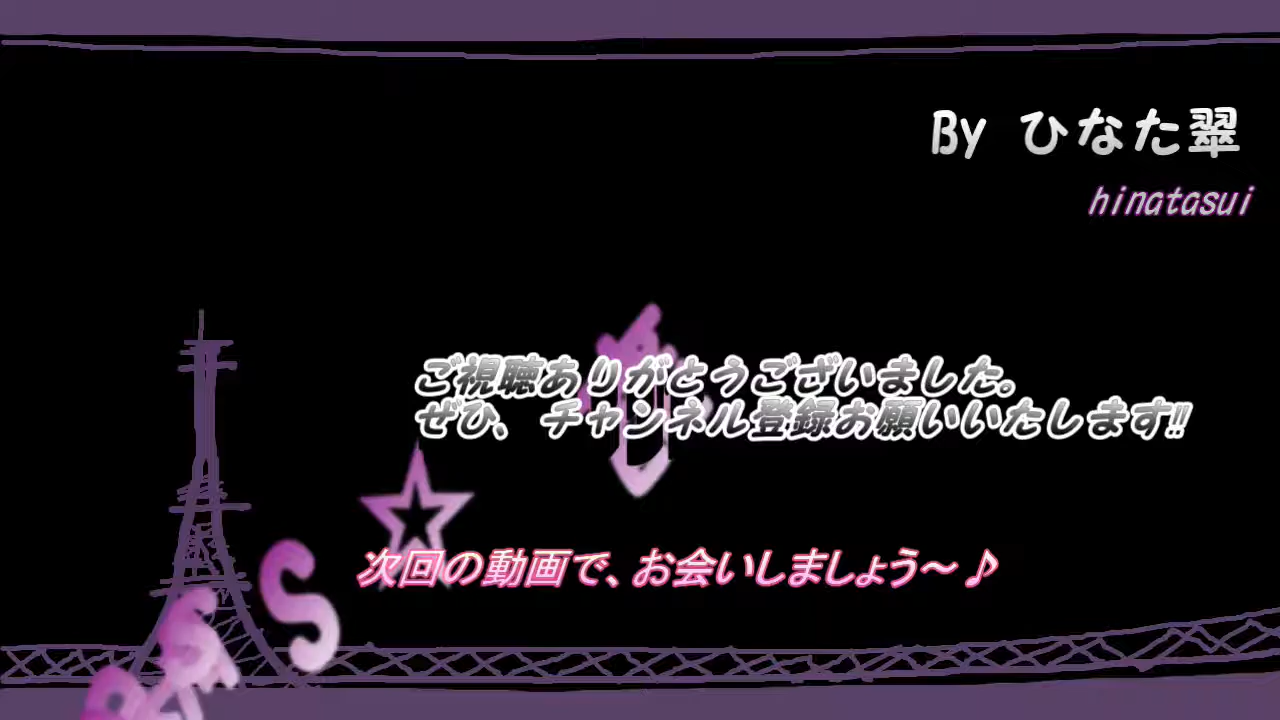 By ひなた翠
hinatasui
ご視聴ありがとうございました。
ぜひ、チャンネル登録お願いいたします!!
次回の動画で、お会いしましょう～♪
S